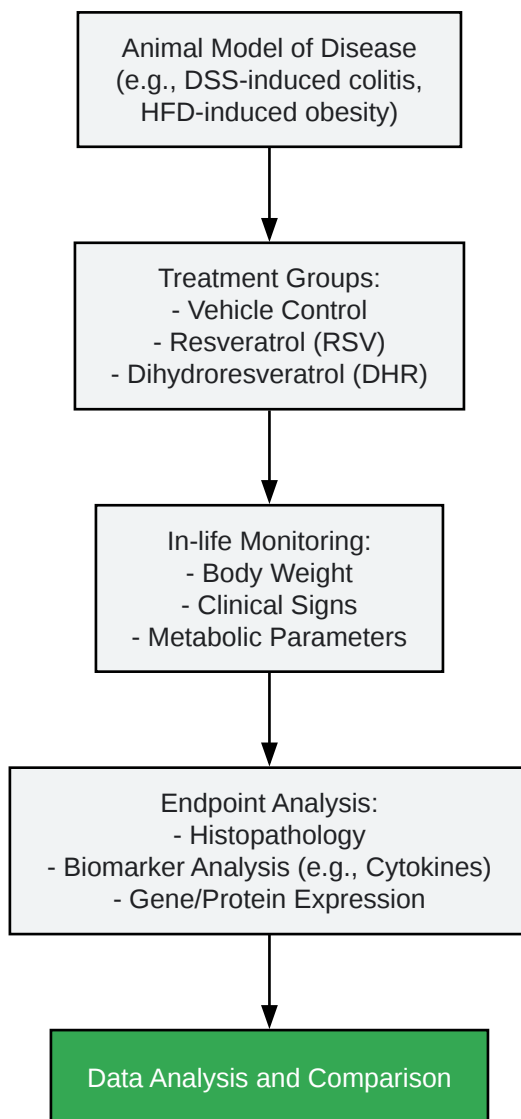 Animal Model of Disease
(e.g., DSS-induced colitis,
HFD-induced obesity)
Treatment Groups:
- Vehicle Control
- Resveratrol (RSV)
- Dihydroresveratrol (DHR)
In-life Monitoring:
- Body Weight
- Clinical Signs
- Metabolic Parameters
Endpoint Analysis:
- Histopathology
- Biomarker Analysis (e.g., Cytokines)
- Gene/Protein Expression
Data Analysis and Comparison